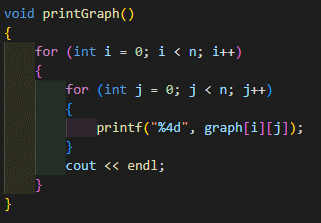 void printGraph()
{
    for (int i = 0; i < n; i++)
    {
        for (int j = 0; j < n; j++)
        {
            printf("%4d", graph[i][j]);
        }
        cout << endl;
    }
}